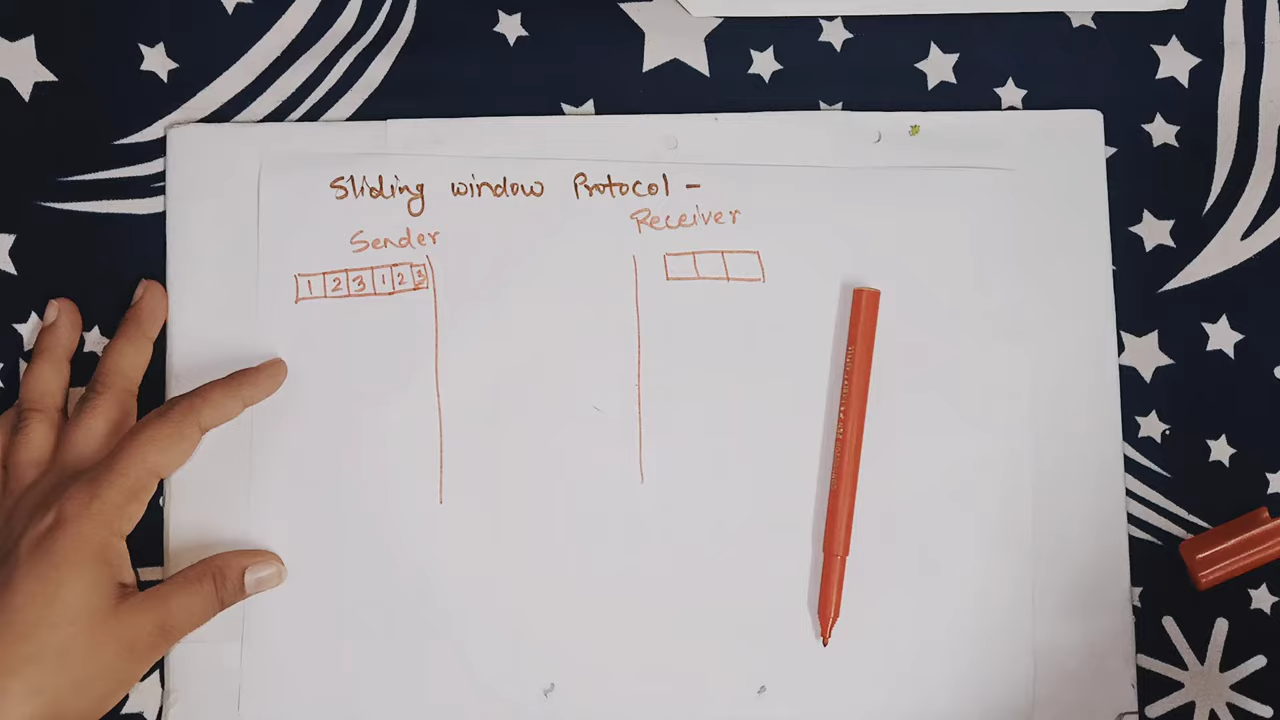 Sliding window Protocol -
Sender
Receiver
1 2 3 1 2 3